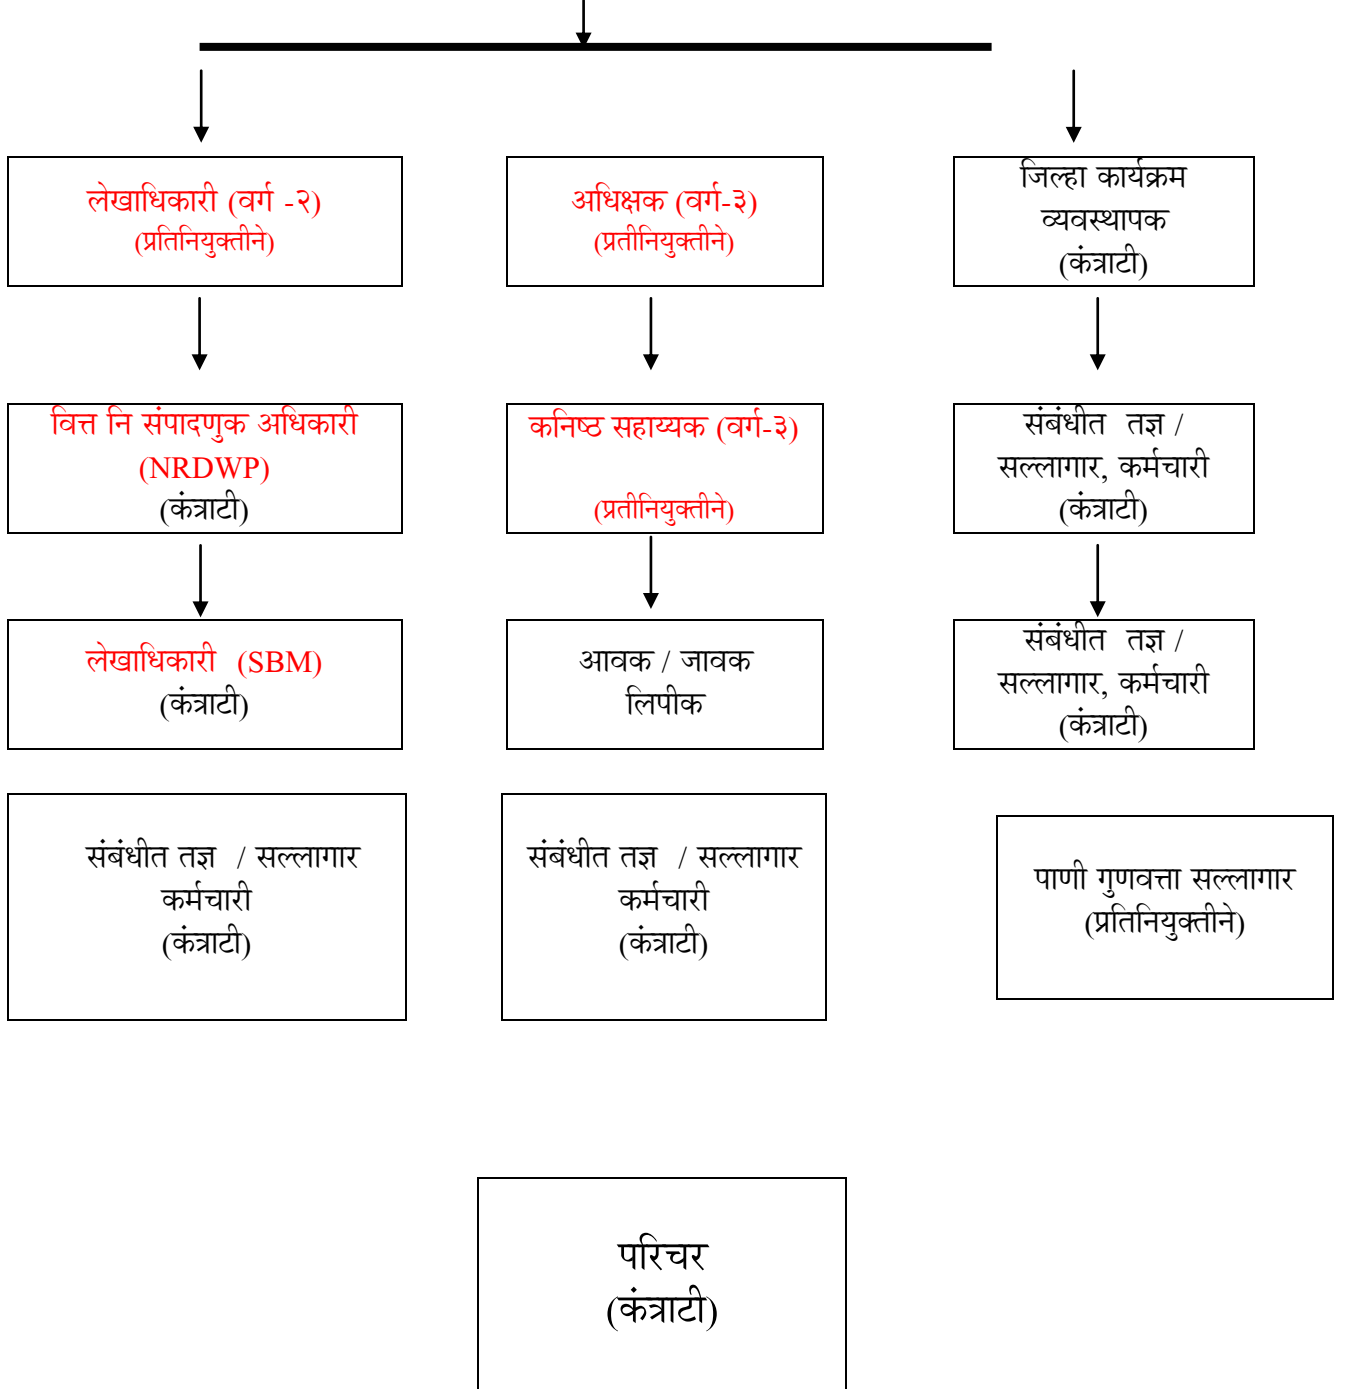 लेखाधिकारी (वर्ग -२)
(प्रतिनियुक्तीने)
अधिक्षक (वर्ग-३)
(प्रतीनियुक्तीने)
जिल्हा कार्यक्रम
व्यवस्थापक
(कंत्राटी)
वित्त नि संपादणुक अधिकारी
(NRDWP)
(कंत्राटी)
कनिष्ठ सहाय्यक (वर्ग-३)
(प्रतीनियुक्तीने)
संबंधीत तज्ञ /
सल्लागार, कर्मचारी
(कंत्राटी)
लेखाधिकारी (SBM)
(कंत्राटी)
आवक / जावक
लिपीक
संबंधीत तज्ञ /
सल्लागार, कर्मचारी
(कंत्राटी)
संबंधीत तज्ञ / सल्लागार
कर्मचारी
(कंत्राटी)
संबंधीत तज्ञ / सल्लागार
कर्मचारी
(कंत्राटी)
पाणी गुणवत्ता सल्लागार
(प्रतिनियुक्तीने)
परिचर
(कंत्राटी)